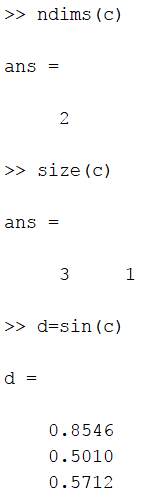 >> ndims(c)
ans =
2
>> size(c)
ans =
3 1
>> d=sin(c)
d =
0.8546
0.5010
0.5712